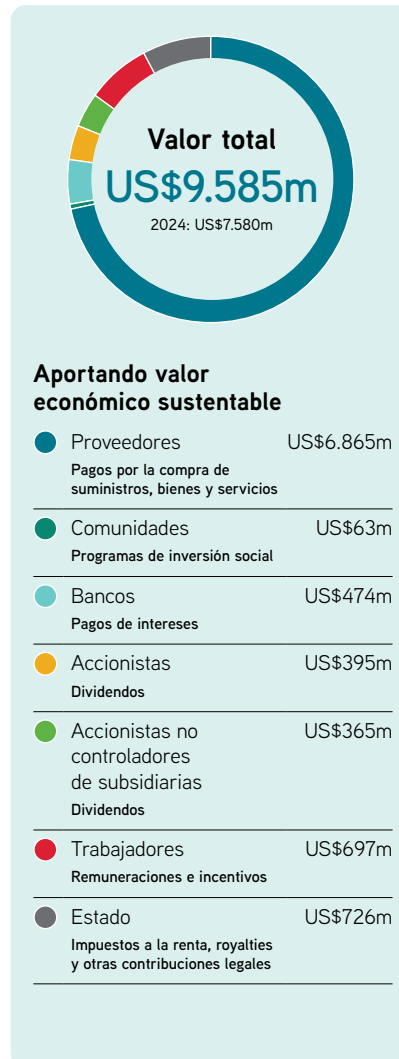 Valor total
US$9.585m
2024: US$7.580m
Aportando valor
económico sustentable
Proveedores US$6.865m
Pagos por la compra de
suministros, bienes y servicios
Comunidades US$63m
Programas de inversión social
Bancos US$474m
Pagos de intereses
Accionistas US$395m
Dividendos
Accionistas no US$365m
controladores
de subsidiarias
Dividendos
Trabajadores US$697m
Remuneraciones e incentivos
Estado US$726m
Impuestos a la renta, royalties
y otras contribuciones legales